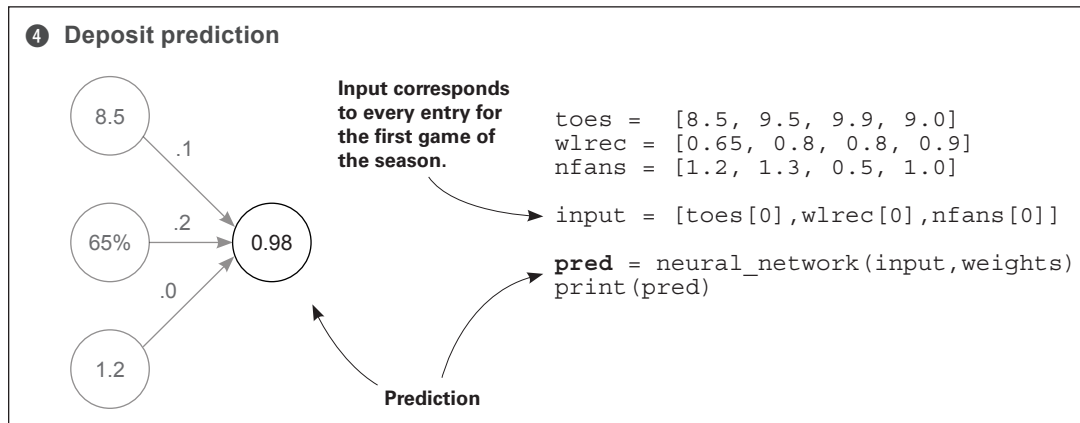 4 Deposit prediction
8.5
.1
65%
.2
0.98
.0
1.2
Input corresponds
to every entry for
the first game of
the season.
toes =  [8.5, 9.5, 9.9, 9.0]
wlrec = [0.65, 0.8, 0.8, 0.9]
nfans = [1.2, 1.3, 0.5, 1.0]
input = [toes[0],wlrec[0],nfans[0]]
pred = neural_network(input,weights)
print(pred)
Prediction